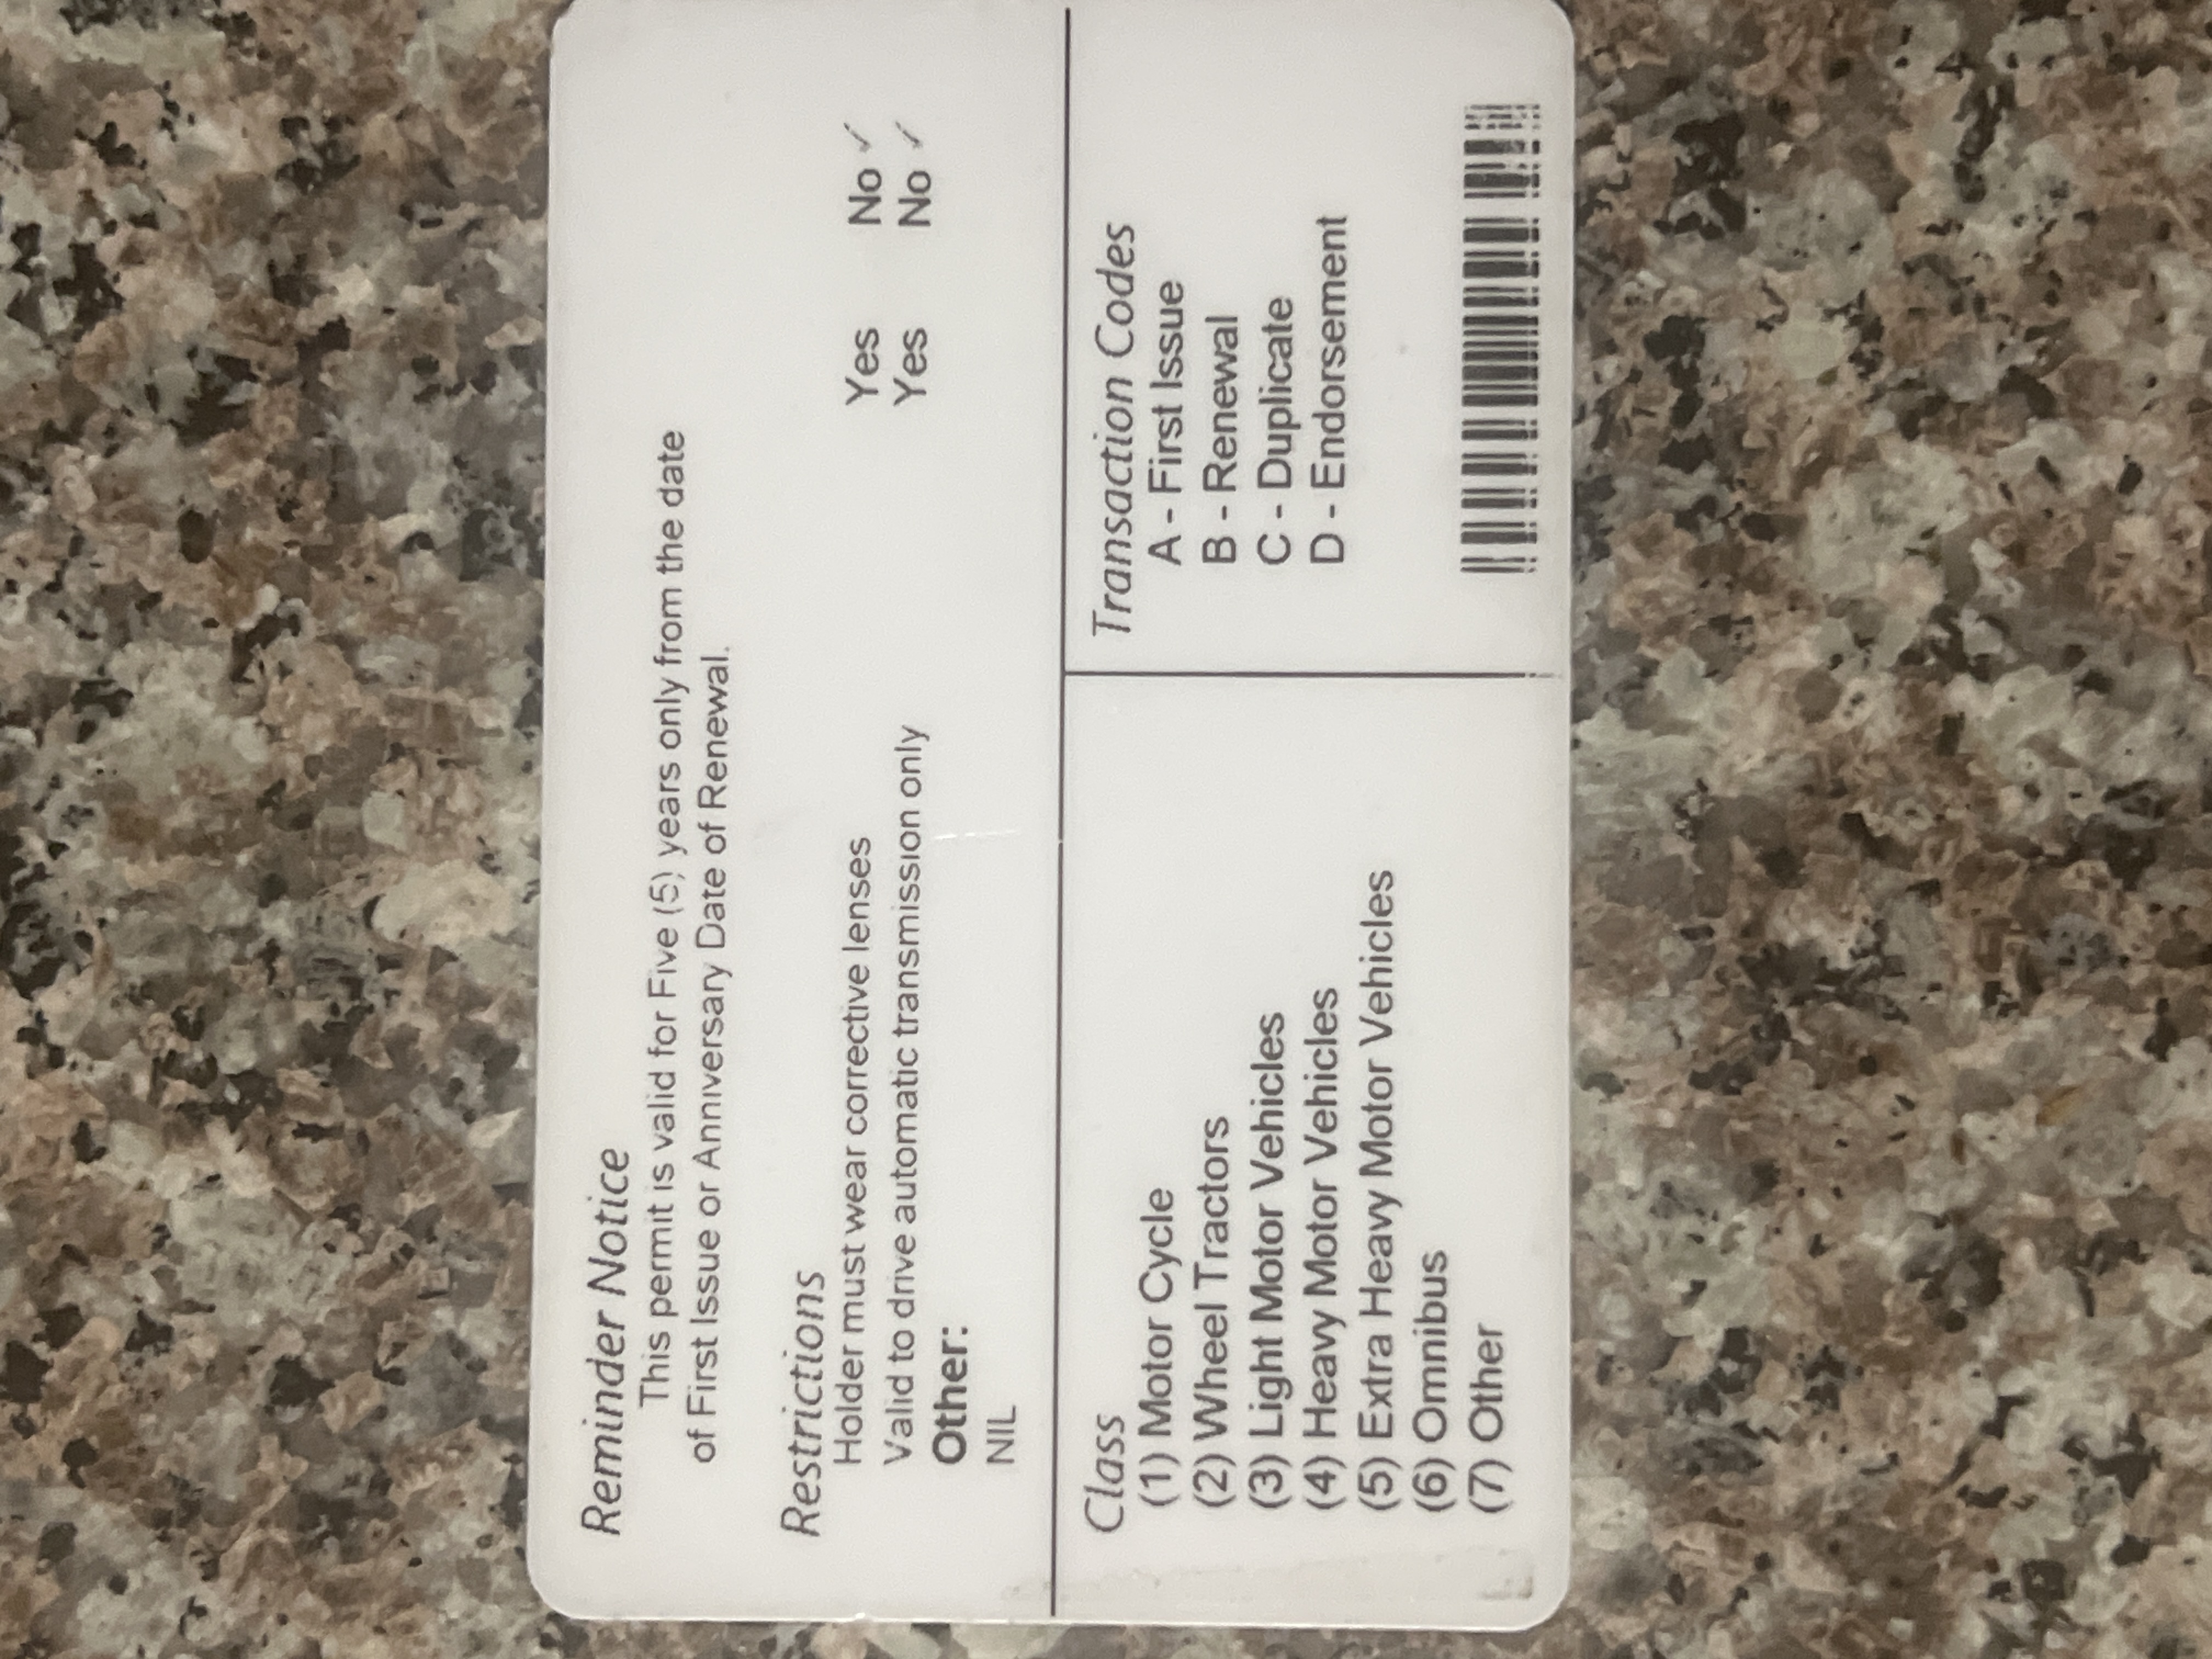 Reminder Notice
This permit is valid for Five (5) years only from the date
of First Issue or Anniversary Date of Renewal.
Restrictions
Holder must wear corrective lenses Yes No ✓
Valid to drive automatic transmission only Yes No ✓
Other:
NIL
Class
(1) Motor Cycle
(2) Wheel Tractors
(3) Light Motor Vehicles
(4) Heavy Motor Vehicles
(5) Extra Heavy Motor Vehicles
(6) Omnibus
(7) Other
Transaction Codes
A - First Issue
B - Renewal
C - Duplicate
D - Endorsement